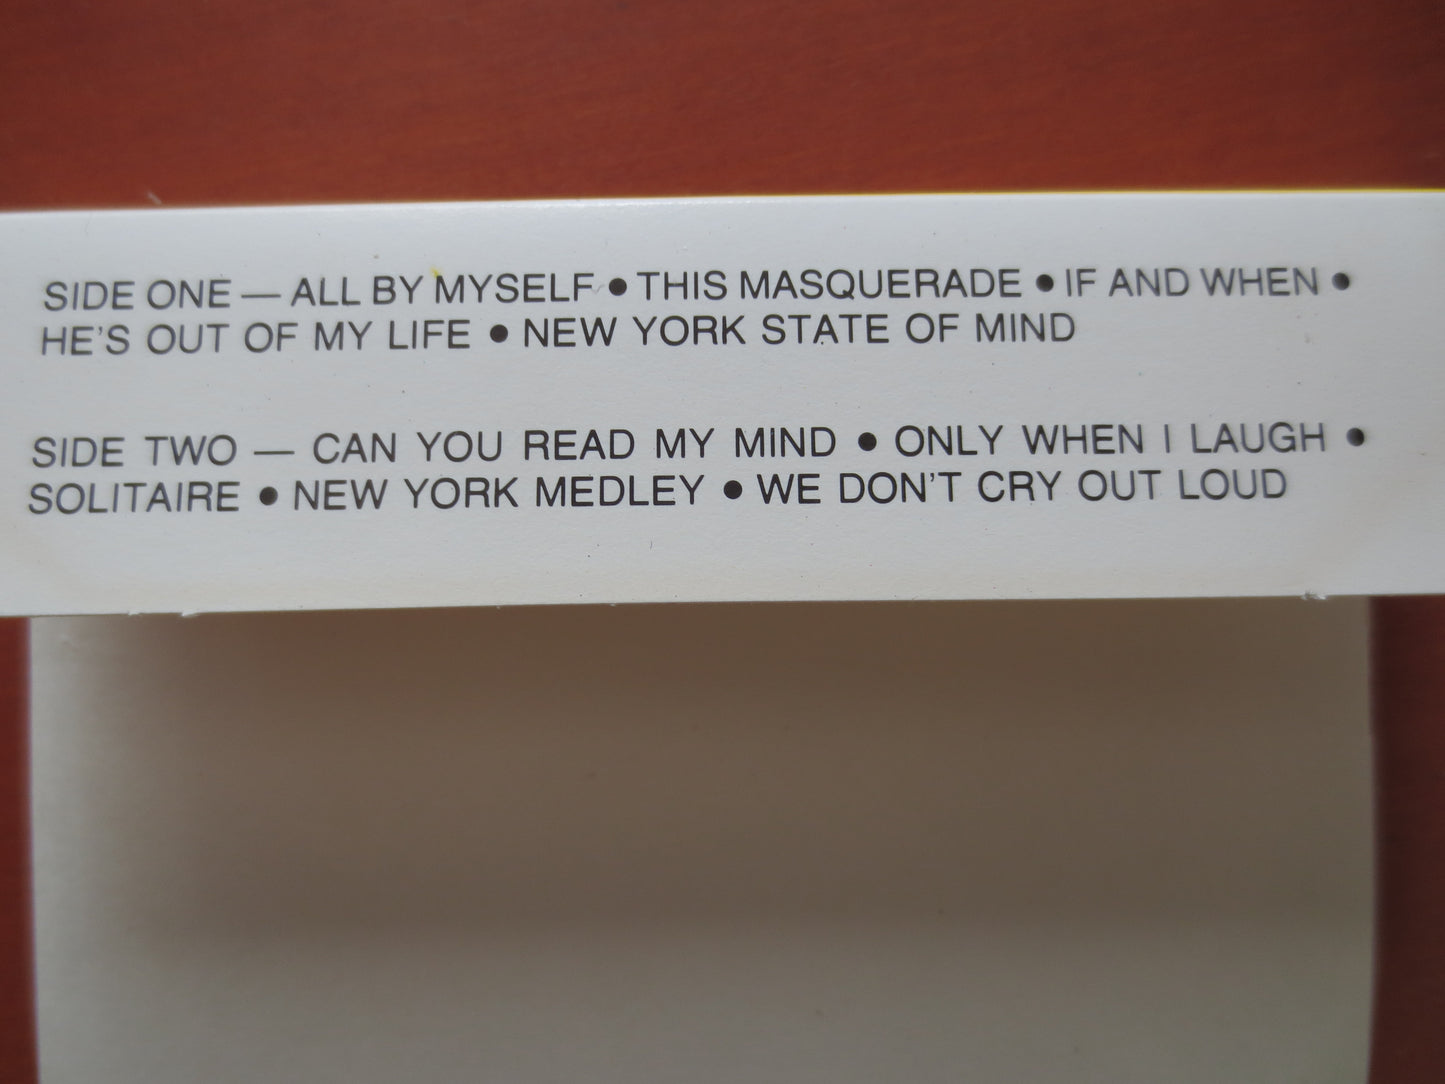 SIDE ONE — ALL BY MYSELF ● THIS MASQUERADE ● IF AND WHEN ●
HE'S OUT OF MY LIFE ● NEW YORK STATE OF MIND
SIDE TWO — CAN YOU READ MY MIND ● ONLY WHEN I LAUGH ●
SOLITAIRE ● NEW YORK MEDLEY ● WE DON'T CRY OUT LOUD